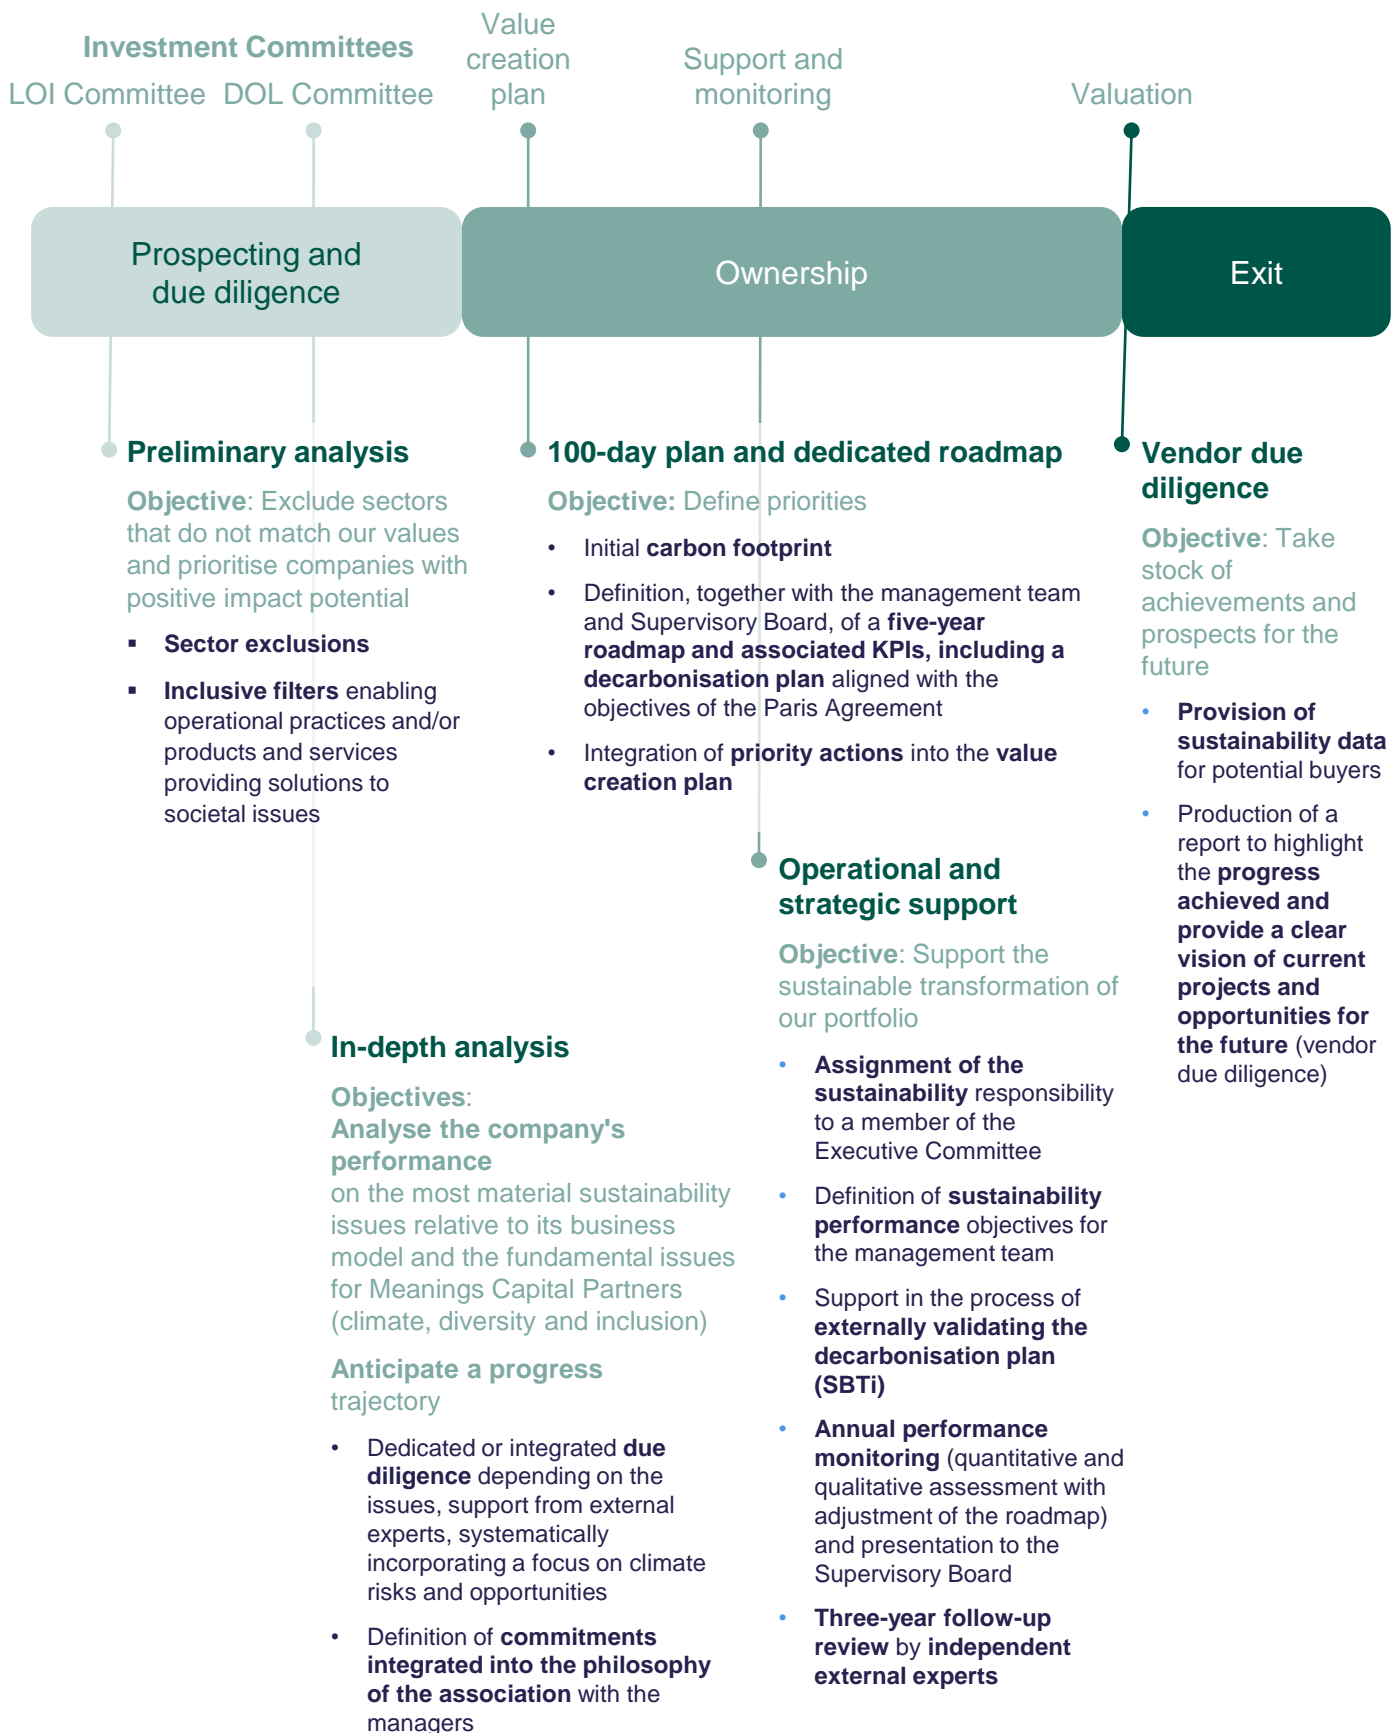 Investment Committees
LOI Committee
DOL Committee
Value
creation
plan
Support and
monitoring
Valuation
Prospecting and
due diligence
Ownership
Exit
Preliminary analysis
Objective: Exclude sectors
that do not match our values
and prioritise companies with
positive impact potential
▪ Sector exclusions
▪ Inclusive filters enabling
operational practices and/or
products and services
providing solutions to
societal issues
In-depth analysis
Objectives:
Analyse the company's
performance
on the most material sustainability
issues relative to its business
model and the fundamental issues
for Meanings Capital Partners
(climate, diversity and inclusion)
Anticipate a progress
trajectory
• Dedicated or integrated due
diligence depending on the
issues, support from external
experts, systematically
incorporating a focus on climate
risks and opportunities
• Definition of commitments
integrated into the philosophy
of the association with the
managers
100-day plan and dedicated roadmap
Objective: Define priorities
• Initial carbon footprint
• Definition, together with the management team
and Supervisory Board, of a five-year
roadmap and associated KPIs, including a
decarbonisation plan aligned with the
objectives of the Paris Agreement
• Integration of priority actions into the value
creation plan
Operational and
strategic support
Objective: Support the
sustainable transformation of
our portfolio
• Assignment of the
sustainability responsibility
to a member of the
Executive Committee
• Definition of sustainability
performance objectives for
the management team
• Support in the process of
externally validating the
decarbonisation plan
(SBTi)
• Annual performance
monitoring (quantitative and
qualitative assessment with
adjustment of the roadmap)
and presentation to the
Supervisory Board
• Three-year follow-up
review by independent
external experts
Vendor due
diligence
Objective: Take
stock of
achievements and
prospects for the
future
• Provision of
sustainability data
for potential buyers
• Production of a
report to highlight
the progress
achieved and
provide a clear
vision of current
projects and
opportunities for
the future (vendor
due diligence)